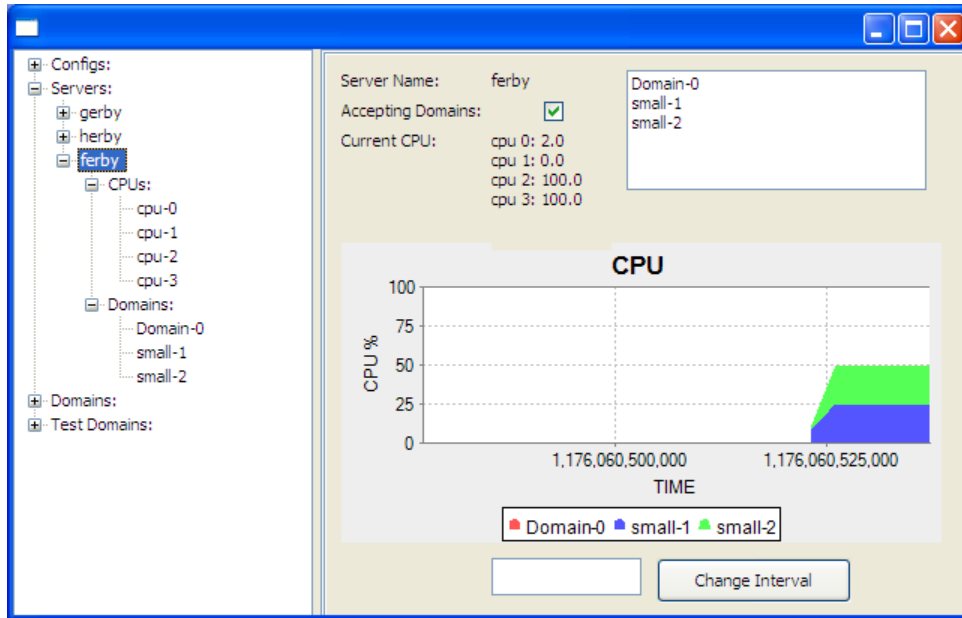 Configs:
Servers:
gerby
herby
ferby
CPUs:
cpu-0
cpu-1
cpu-2
cpu-3
Domains:
Domain-0
small-1
small-2
Domains:
Test Domains:
Server Name: ferby
Accepting Domains:
Current CPU: cpu 0: 2.0
cpu 1: 0.0
cpu 2: 100.0
cpu 3: 100.0
Domain-0
small-1
small-2
CPU
100
75
50
25
0
CPU %
1,176,060,500,000 1,176,060,525,000
TIME
Domain-0 small-1 small-2
Change Interval